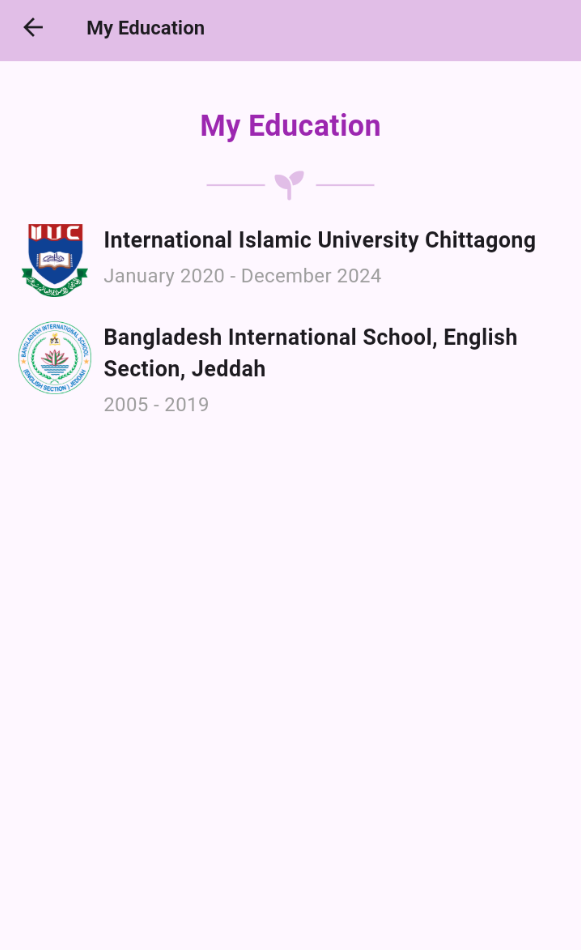 My Education
My Education
IIUC
International Islamic University Chittagong
January 2020 - December 2024
BANGLADESH INTERNATIONAL SCHOOL
(ENGLISH SECTION) JEDDAH
Bangladesh International School, English
Section, Jeddah
2005 - 2019